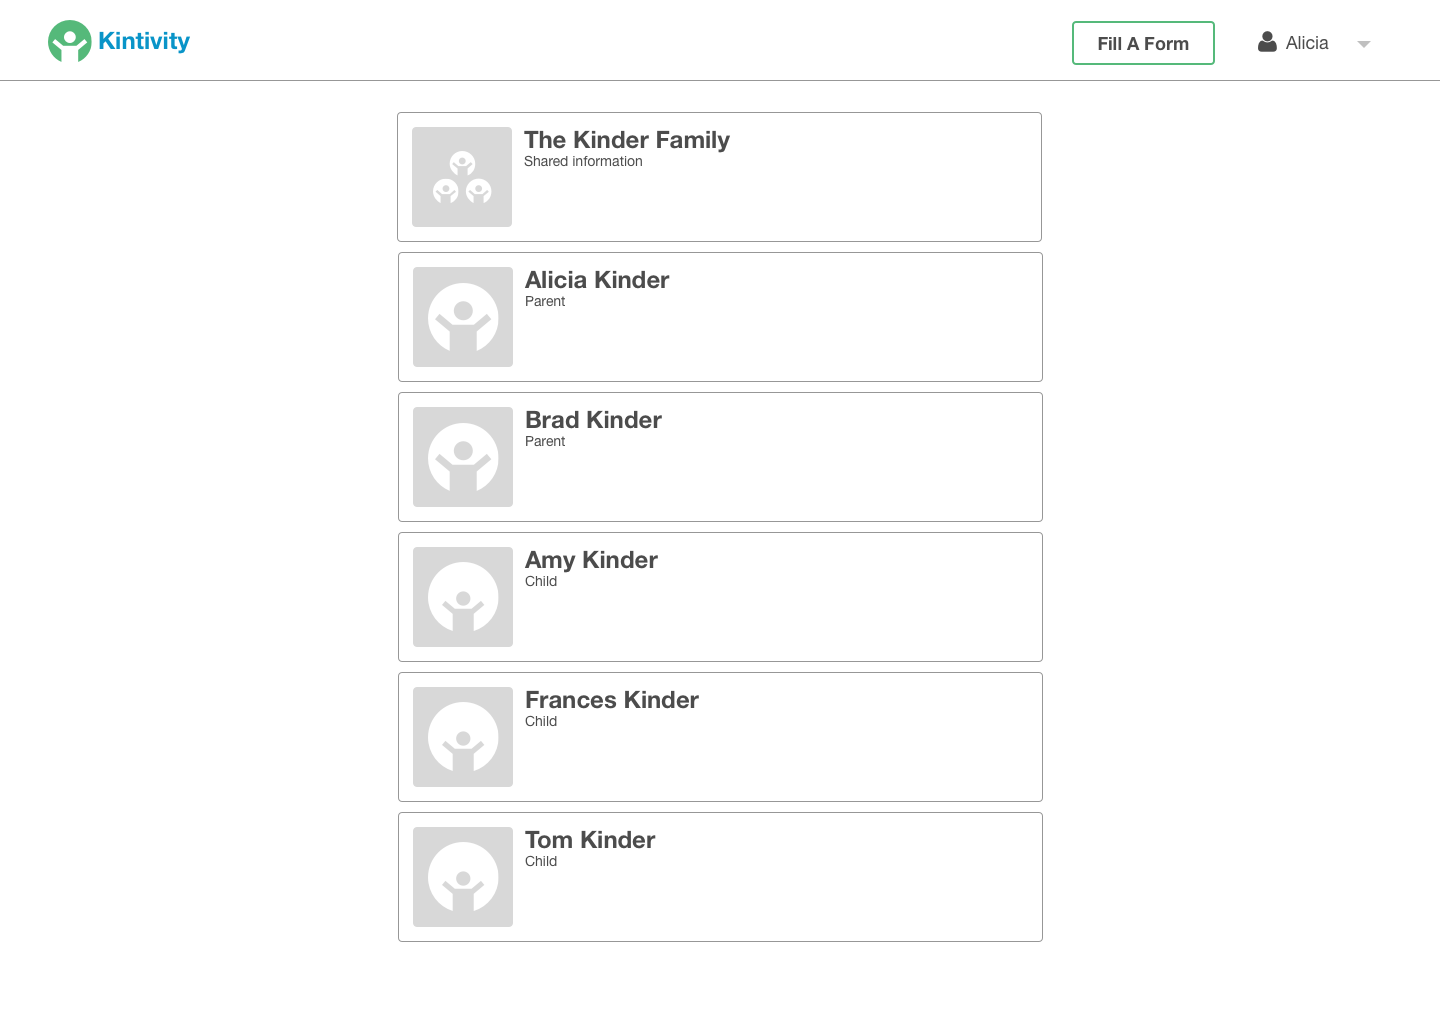 Kintivity
Fill A Form
Alicia
The Kinder Family
Shared information
Alicia Kinder
Parent
Brad Kinder
Parent
Amy Kinder
Child
Frances Kinder
Child
Tom Kinder
Child